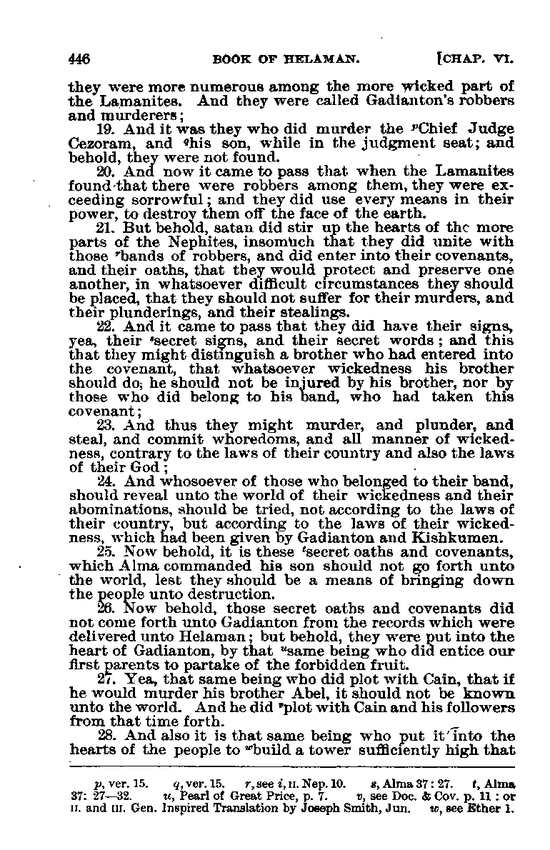 446 BOOK OF HELAMAN. [CHAP. VI.
they were more numerous among the more wicked part of
the Lamanites. And they were called Gadianton's robbers
and murderers;
19. And it was they who did murder the pChief Judge
Cezoram, and qhis son, while in the judgment seat; and
behold, they were not found.
20. And now it came to pass that when the Lamanites
found that there were robbers among them, they were ex-
ceeding sorrowful; and they did use every means in their
power, to destroy them off the face of the earth.
21. But behold, satan did stir up the hearts of the more
parts of the Nephites, insomuch that they did unite with
those rbands of robbers, and did enter into their covenants,
and their oaths, that they would protect and preserve one
another, in whatsoever difficult circumstances they should
be placed, that they should not suffer for their murders, and
their plunderings, and their stealings.
22. And it came to pass that they did have their signs,
yea, their ssecret signs, and their secret words; and this
that they might distinguish a brother who had entered into
the covenant, that whatsoever wickedness his brother
should do, he should not be injured by his brother, nor by
those who did belong to his band, who had taken this
covenant;
23. And thus they might murder, and plunder, and
steal, and commit whoredoms, and all manner of wicked-
ness, contrary to the laws of their country and also the laws
of their God;
24. And whosoever of those who belonged to their band,
should reveal unto the world of their wickedness and their
abominations, should be tried, not according to the laws of
their country, but according to the laws of their wicked-
ness, which had been given by Gadianton and Kishkumen.
25. Now behold, it is these tsecret oaths and covenants,
which Alma commanded his son should not go forth unto
the world, lest they should be a means of bringing down
the people unto destruction.
26. Now behold, those secret oaths and covenants did
not come forth unto Gadianton from the records which were
delivered unto Helaman; but behold, they were put into the
heart of Gadianton, by that usame being who did entice our
first parents to partake of the forbidden fruit.
27. Yea, that same being who did plot with Cain, that if
he would murder his brother Abel, it should not be known
unto the world. And he did vplot with Cain and his followers
from that time forth.
28. And also it is that same being who put it into the
hearts of the people to wbuild a tower sufficiently high that
p, ver. 15. q, ver. 15. r, see i, II. Nep. 10. s, Alma 37: 27. t, Alma
37: 27—32. u, Pearl of Great Price, p. 7. v, see Doc. & Cov. p. 11: or
II. and III. Gen. Inspired Translation by Joseph Smith, Jun. w, see Ether 1.